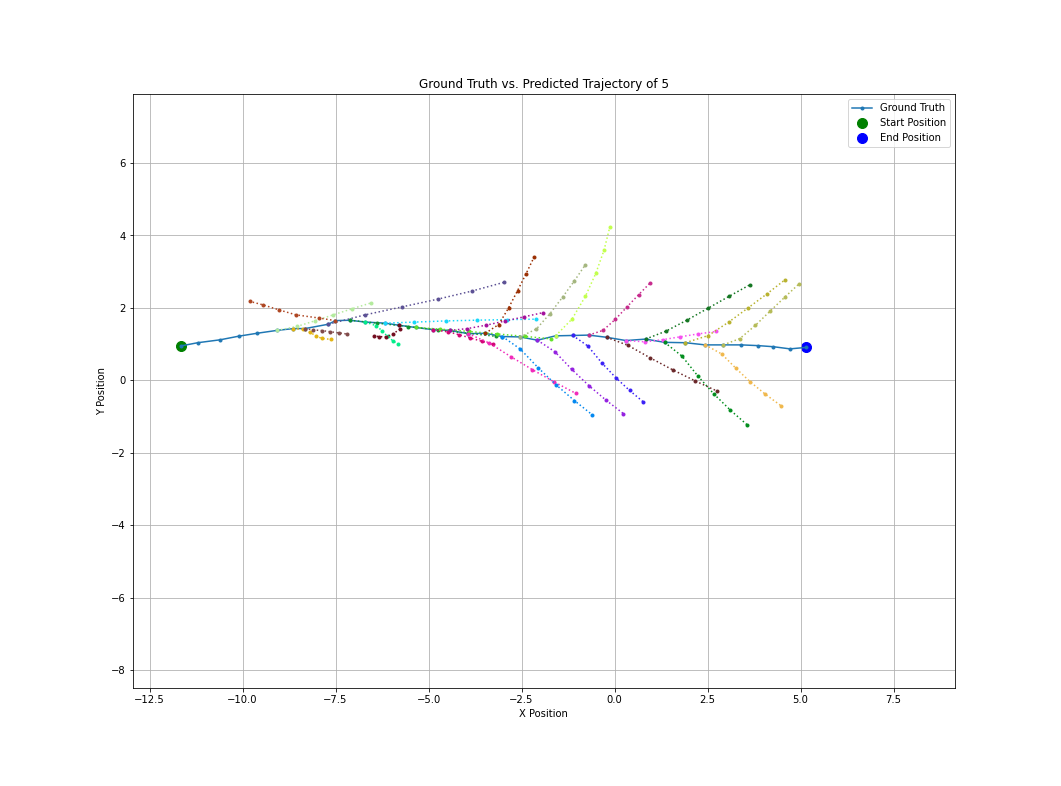 Ground Truth vs. Predicted Trajectory of 5
Ground Truth
Start Position
End Position
Y Position
6
4
2
0
−2
−4
−6
−8
−12.5 −10.0 −7.5 −5.0 −2.5 0.0 2.5 5.0 7.5
X Position